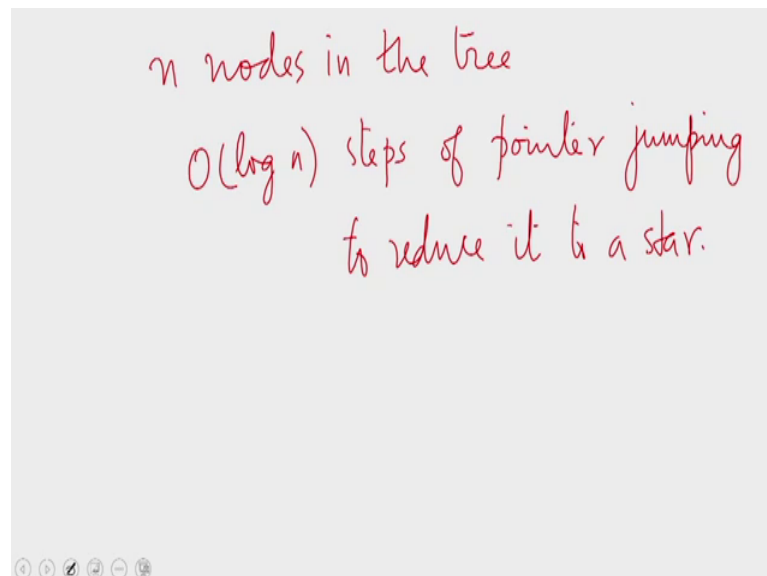 n nodes in the tree
O(log n) steps of pointer jumping
to reduce it to a star.